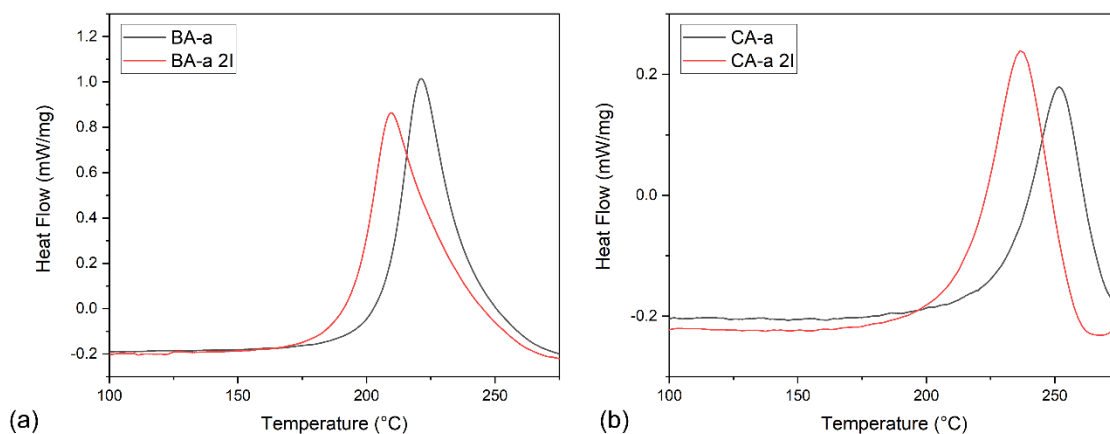 BA-a
BA-a 2I
1.2
1.0
0.8
0.6
0.4
0.2
0.0
-0.2
Heat Flow (mW/mg)
100
150
200
250
Temperature (°C)
(a)
CA-a
CA-a 2I
0.2
0.0
-0.2
Heat Flow (mW/mg)
100
150
200
250
Temperature (°C)
(b)